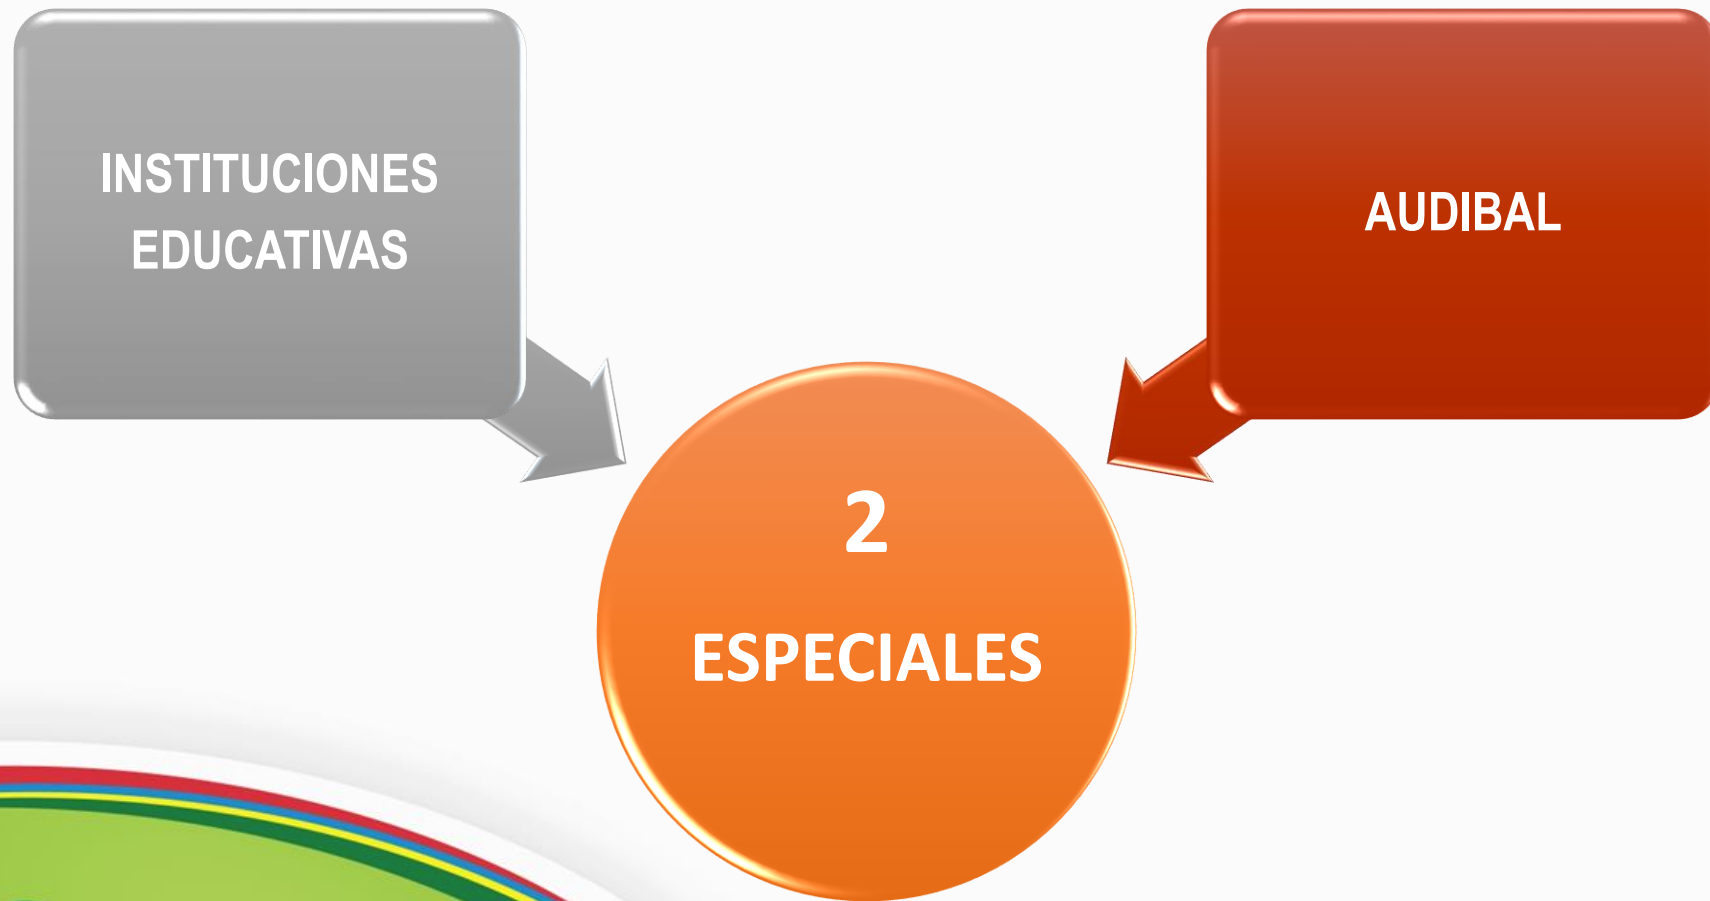 INSTITUCIONES
EDUCATIVAS
AUDIBAL
2
ESPECIALES